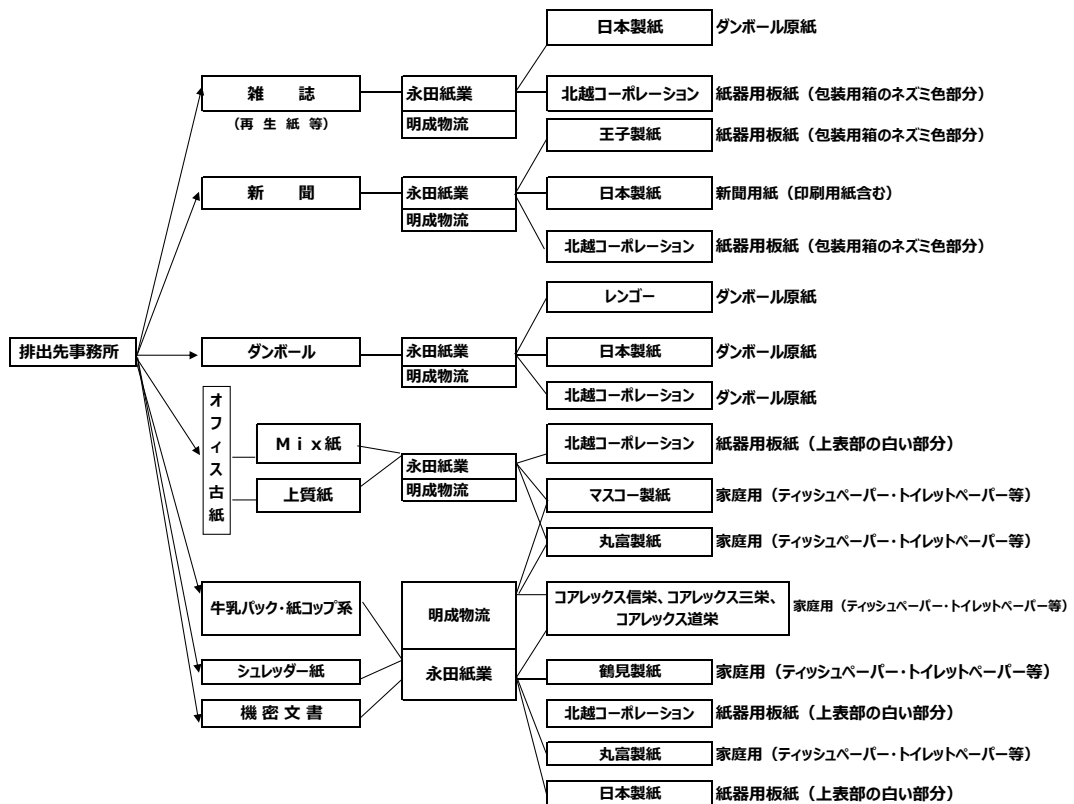 日本製紙 ダンボール原紙
雑 誌 永田紙業 北越コーポレーション 紙器用板紙（包装用箱のネズミ色部分）
（再 生 紙 等） 明成物流
王子製紙 紙器用板紙（包装用箱のネズミ色部分）
新 聞 永田紙業 日本製紙 新聞用紙（印刷用紙含む）
明成物流
北越コーポレーション 紙器用板紙（包装用箱のネズミ色部分）
レンゴー ダンボール原紙
排出先事務所 ダンボール 永田紙業 日本製紙 ダンボール原紙
明成物流
北越コーポレーション ダンボール原紙
オフィス古紙
Ｍｉｘ紙 北越コーポレーション 紙器用板紙（上表部の白い部分）
永田紙業
上質紙 明成物流 マスコー製紙 家庭用（ティッシュペーパー・トイレットペーパー等）
丸富製紙 家庭用（ティッシュペーパー・トイレットペーパー等）
牛乳パック・紙コップ系 明成物流 コアレックス信栄、コアレックス三栄、
コアレックス道栄 家庭用（ティッシュペーパー・トイレットペーパー等）
シュレッダー紙 永田紙業 鶴見製紙 家庭用（ティッシュペーパー・トイレットペーパー等）
機 密 文 書 北越コーポレーション 紙器用板紙（上表部の白い部分）
丸富製紙 家庭用（ティッシュペーパー・トイレットペーパー等）
日本製紙 紙器用板紙（上表部の白い部分）